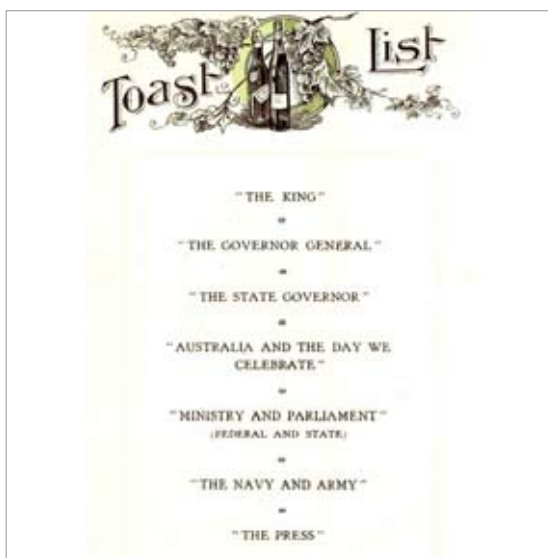 Toast List
"THE KING"
"THE GOVERNOR GENERAL"
"THE STATE GOVERNOR"
"AUSTRALIA AND THE DAY WE
CELEBRATE"
"MINISTRY AND PARLIAMENT"
(FEDERAL AND STATE)
"THE NAVY AND ARMY"
"THE PRESS"